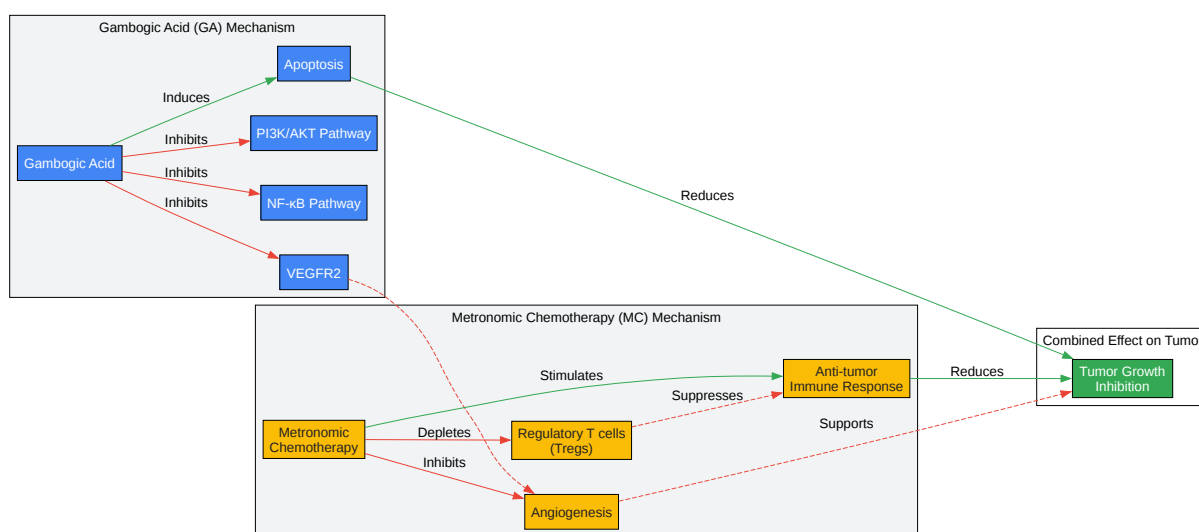 Gambogic Acid (GA) Mechanism
Apoptosis
Induces
PI3K/AKT Pathway
Inhibits
Gambogic Acid
Inhibits
NF-κB Pathway
Inhibits
VEGFR2
Reduces
Metronomic Chemotherapy (MC) Mechanism
Stimulates
Anti-tumor
Immune Response
Suppresses
Metronomic
Chemotherapy
Depletes
Regulatory T cells
(Tregs)
Inhibits
Angiogenesis
Reduces
Supports
Combined Effect on Tumor
Tumor Growth
Inhibition